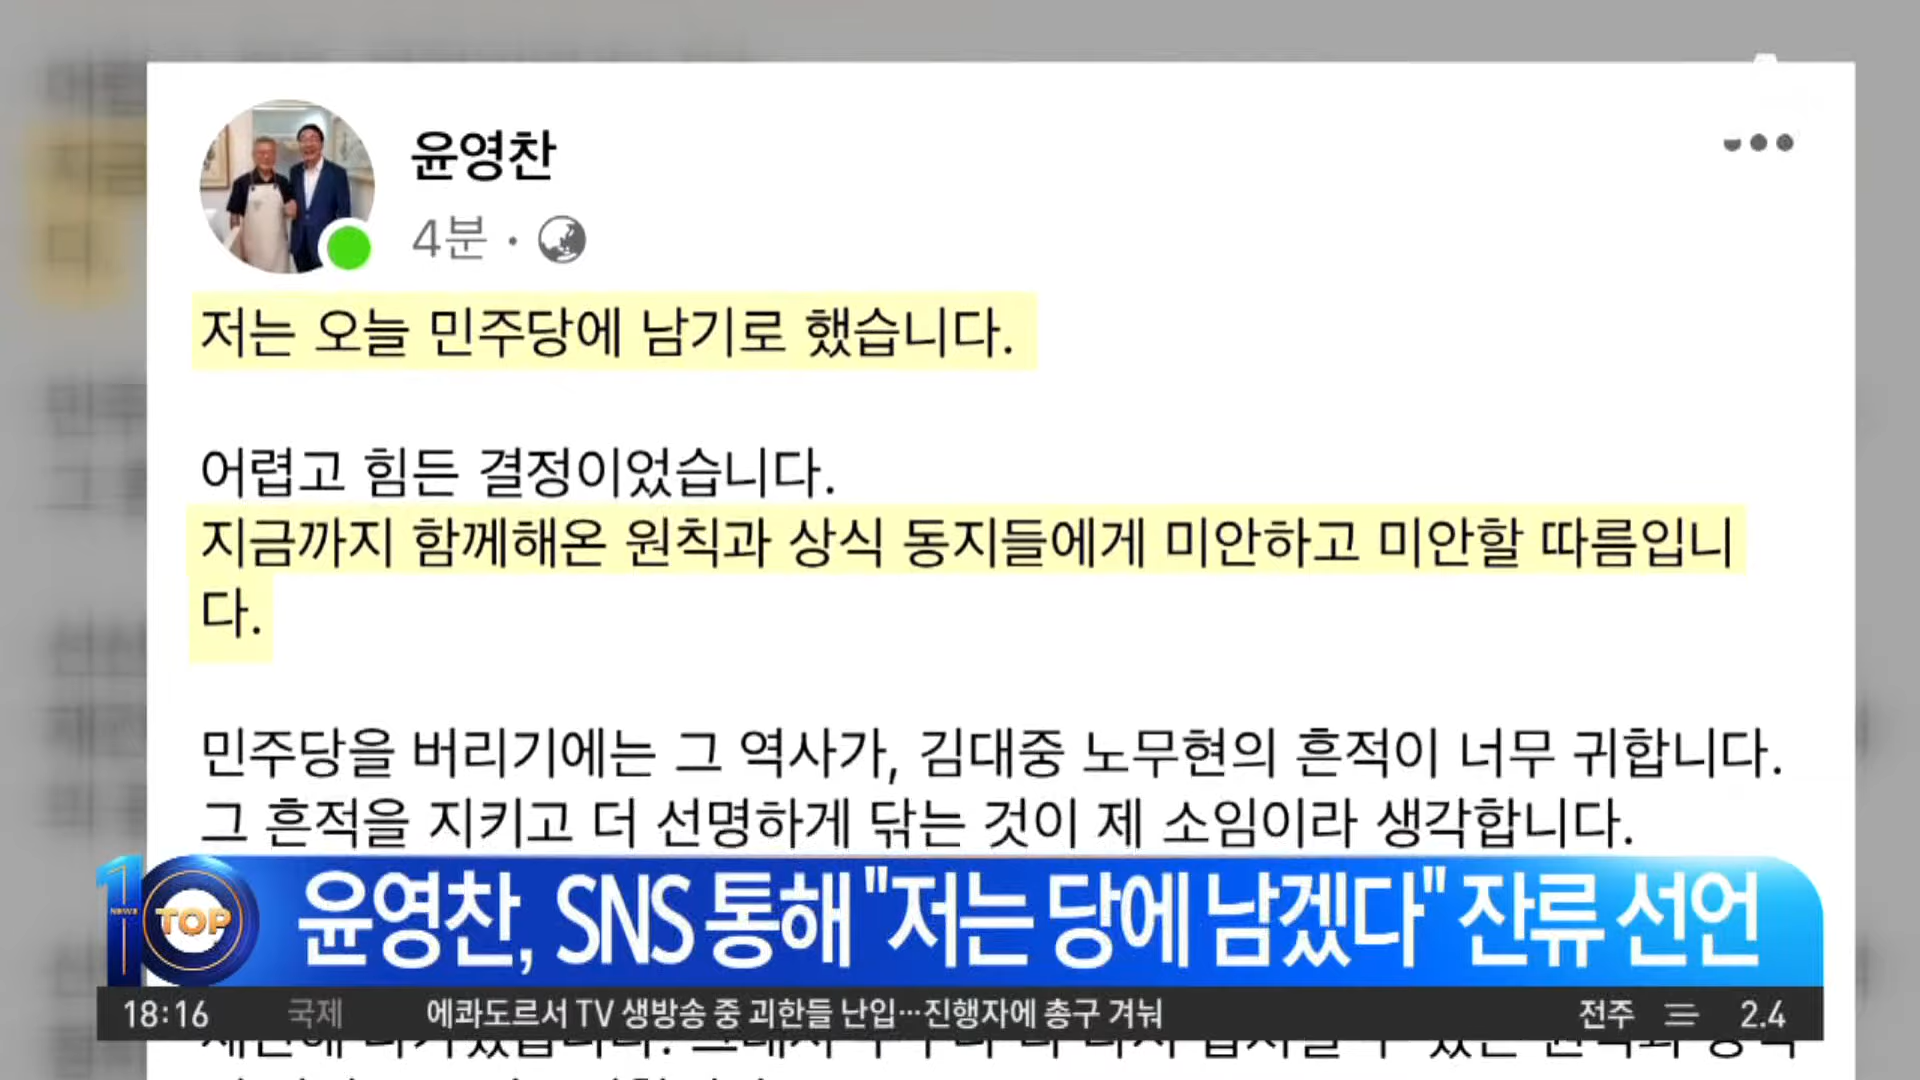 윤영찬
4분 ·
저는 오늘 민주당에 남기로 했습니다.
어렵고 힘든 결정이었습니다.
지금까지 함께해온 원칙과 상식 동지들에게 미안하고 미안할 따름입니
다.
민주당을 버리기에는 그 역사가, 김대중 노무현의 흔적이 너무 귀합니다.
그 흔적을 지키고 더 선명하게 닦는 것이 제 소임이라 생각합니다.
NEWS TOP 10
윤영찬, SNS 통해 "저는 당에 남겠다" 잔류 선언
18:16 국제 에콰도르서 TV 생방송 중 괴한들 난입…진행자에 총구 겨눠 전주 2.4